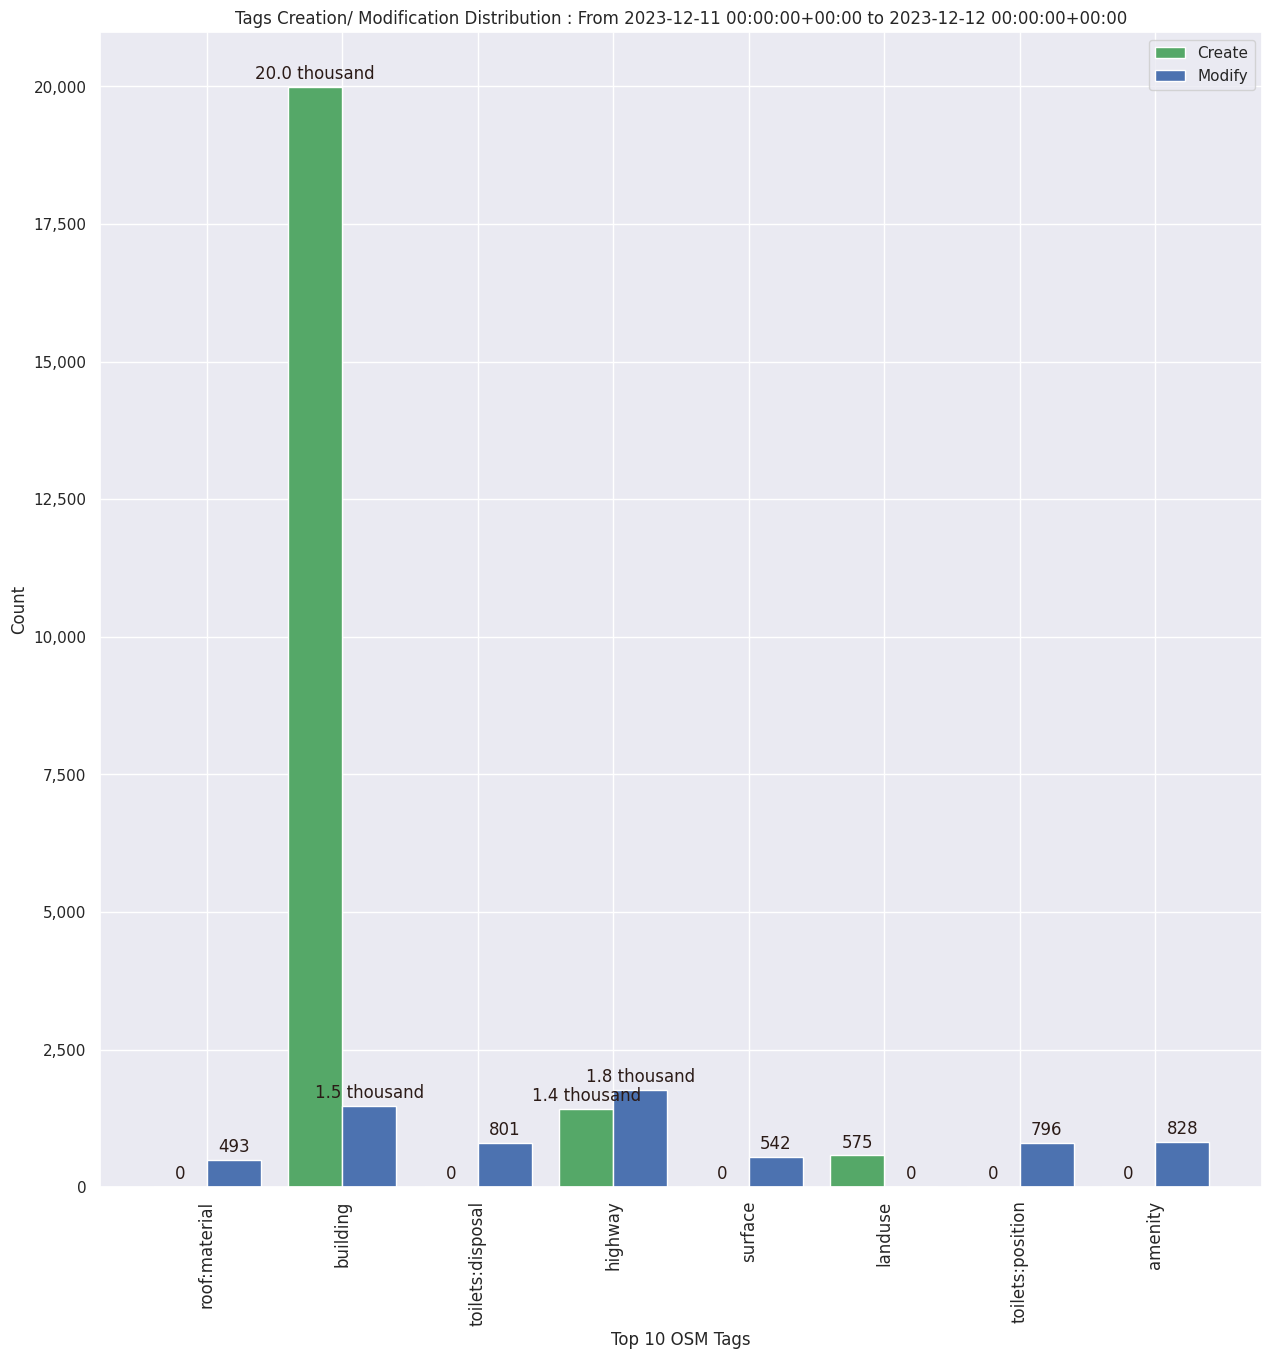 Tags Creation/ Modification Distribution : From 2023-12-11 00:00:00+00:00 to 2023-12-12 00:00:00+00:00
Create
Modify
20,000
17,500
15,000
12,500
10,000
7,500
5,000
2,500
0
Count
0
493
20.0 thousand
1.5 thousand
0
801
1.4 thousand
1.8 thousand
0
542
575
0
0
796
0
828
roof:material
building
toilets:disposal
highway
surface
landuse
toilets:position
amenity
Top 10 OSM Tags